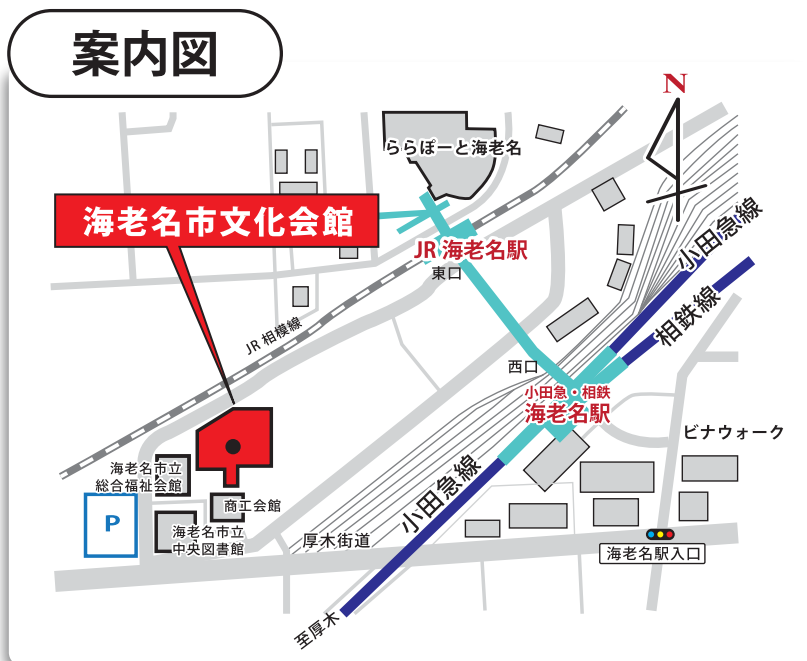 案内図
N
ららぽーと海老名
海老名市文化会館
小田急線
JR 海老名駅
東口
相鉄線
JR 相模線
西口
小田急・相鉄
海老名駅
ビナウォーク
海老名市立
総合福祉会館
小田急線
商工会館
P
海老名市立
中央図書館
厚木街道
海老名駅入口
至厚木